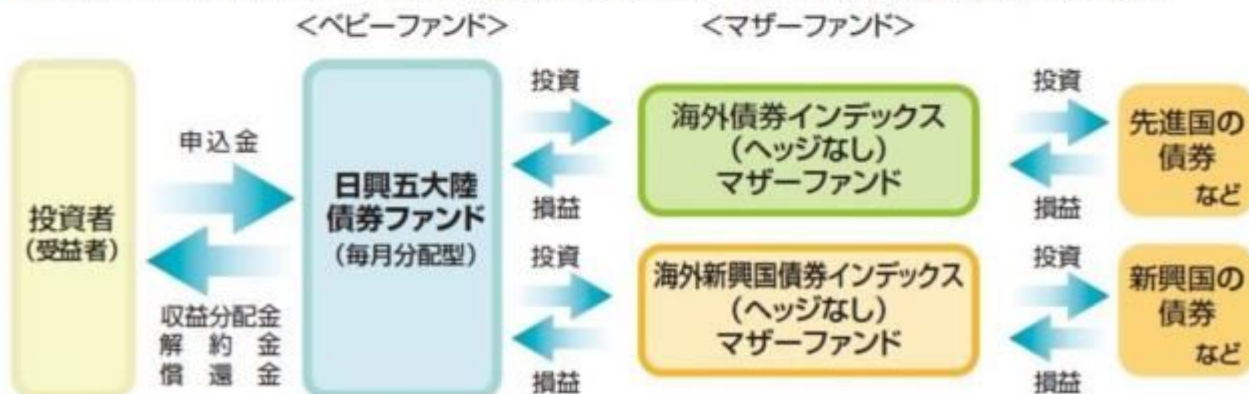 <ベビーファンド>
<マザーファンド>
投資者
(受益者)
申込金
収益分配金
解約金
償還金
日興五大陸
債券ファンド
(毎月分配型)
投資
損益
海外債券インデックス
(ヘッジなし)
マザーファンド
投資
損益
先進国の
債券
など
投資
損益
海外新興国債券インデックス
(ヘッジなし)
マザーファンド
投資
損益
新興国の
債券
など